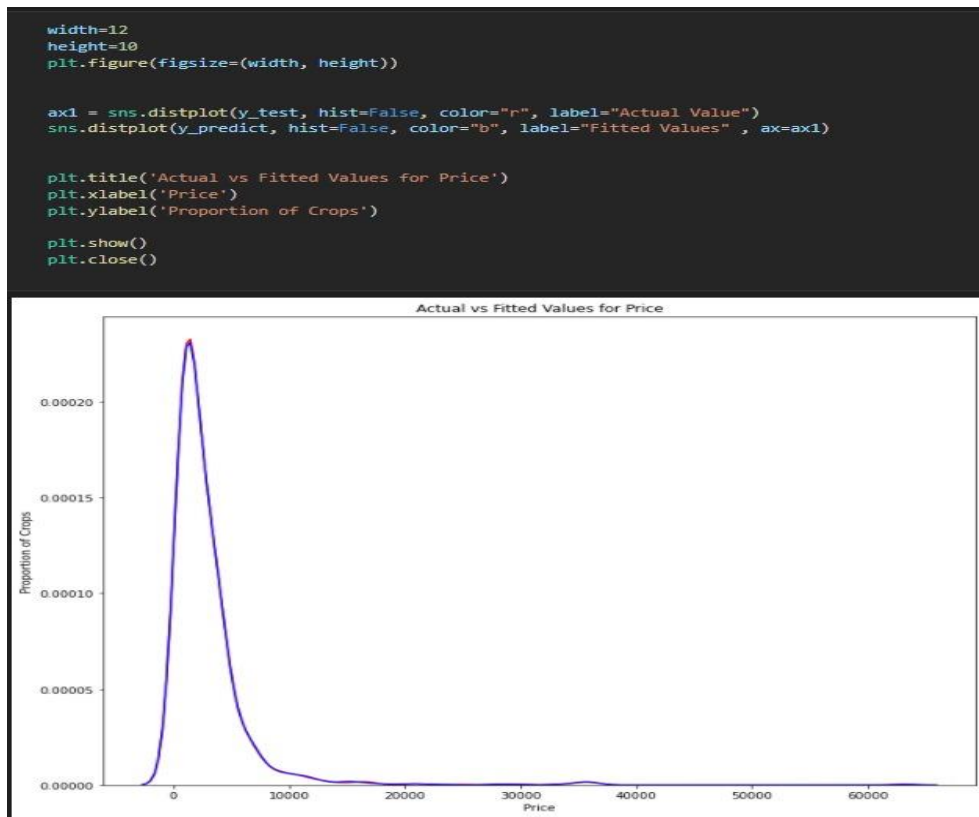 width=12
height=10
plt.figure(figsize=(width, height))
ax1 = sns.distplot(y_test, hist=False, color="r", label="Actual Value")
sns.distplot(y_predict, hist=False, color="b", label="Fitted Values" , ax=ax1)
plt.title('Actual vs Fitted Values for Price')
plt.xlabel('Price')
plt.ylabel('Proportion of Crops')
plt.show()
plt.close()
Actual vs Fitted Values for Price
0.00020
0.00015
0.00010
0.00005
0.00000
Proportion of Crops
0 10000 20000 30000 40000 50000 60000
Price